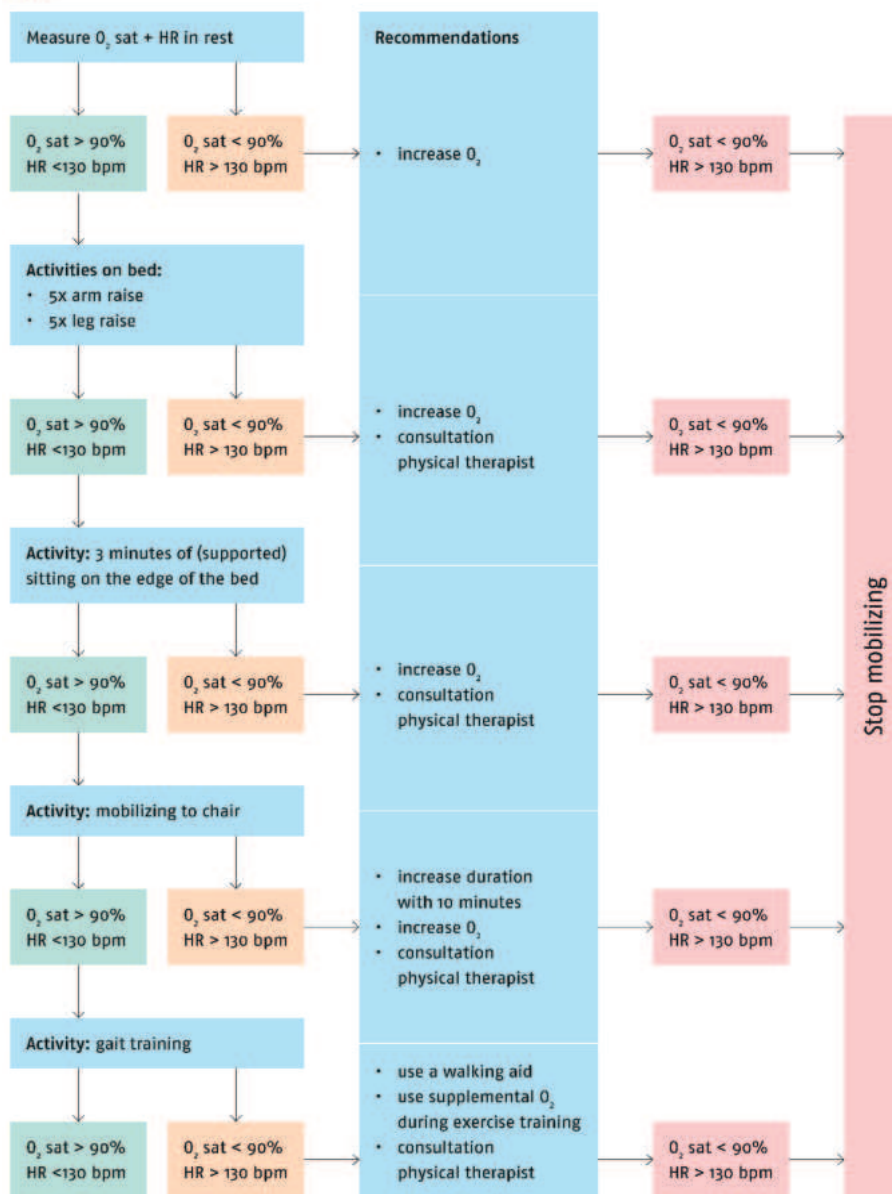 Measure O₂ sat + HR in rest
Recommendations
O₂ sat > 90%
HR <130 bpm
O₂ sat < 90%
HR > 130 bpm
• increase O₂
O₂ sat < 90%
HR > 130 bpm
Activities on bed:
• 5x arm raise
• 5x leg raise
O₂ sat > 90%
HR <130 bpm
O₂ sat < 90%
HR > 130 bpm
• increase O₂
• consultation
physical therapist
O₂ sat < 90%
HR > 130 bpm
Activity: 3 minutes of (supported)
sitting on the edge of the bed
O₂ sat > 90%
HR <130 bpm
O₂ sat < 90%
HR > 130 bpm
• increase O₂
• consultation
physical therapist
O₂ sat < 90%
HR > 130 bpm
Activity: mobilizing to chair
O₂ sat > 90%
HR <130 bpm
O₂ sat < 90%
HR > 130 bpm
• increase duration
with 10 minutes
• increase O₂
• consultation
physical therapist
O₂ sat < 90%
HR > 130 bpm
Activity: gait training
O₂ sat > 90%
HR <130 bpm
O₂ sat < 90%
HR > 130 bpm
• use a walking aid
• use supplemental O₂
during exercise training
• consultation
physical therapist
O₂ sat < 90%
HR > 130 bpm
Stop mobilizing